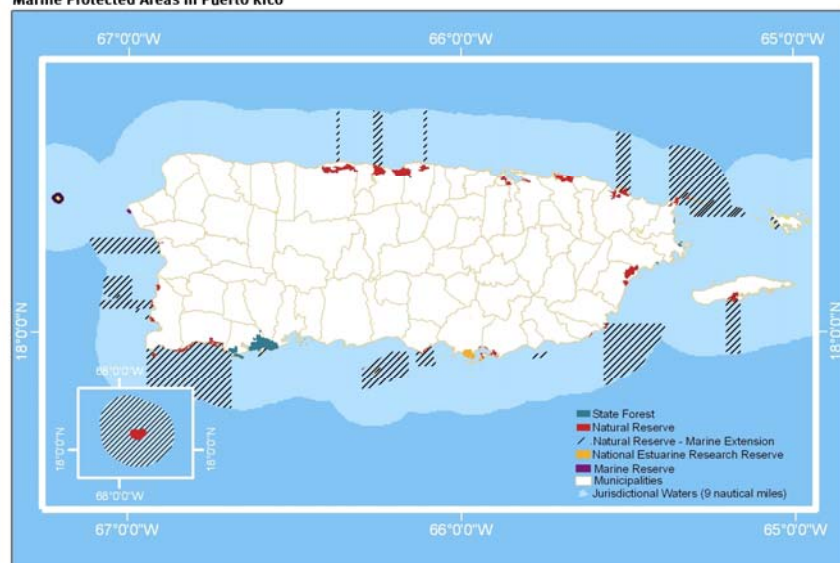 Marine Protected Areas in Puerto Rico
67°0'0"W
66°0'0"W
65°0'0"W
18°0'0"N
18°0'0"N
68°0'0"W
18°0'0"N
18°0'0"N
68°0'0"W
State Forest
Natural Reserve
Natural Reserve - Marine Extension
National Estuarine Research Reserve
Marine Reserve
Municipalities
Jurisdictional Waters (9 nautical miles)
67°0'0"W
66°0'0"W
65°0'0"W